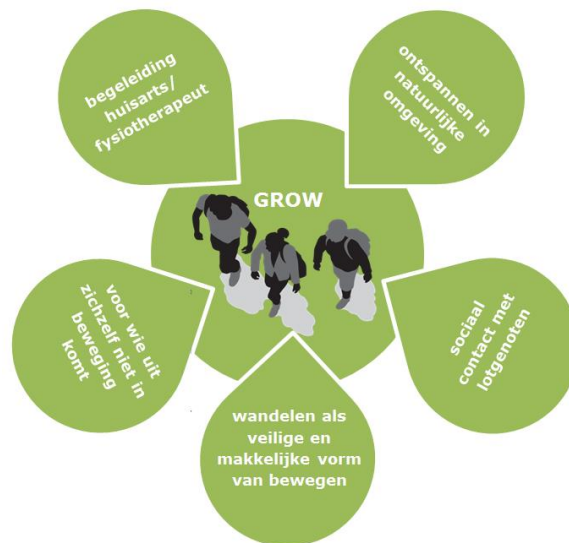 begeleiding
huisarts/
fysiotherapeut
ontspannen in
natuurlijke
omgeving
GROW
voor wie uit
zichzelf niet in
beweging
komt
sociaal
contact met
lotgenoten
wandelen als
veilige en
makkelijke vorm
van bewegen